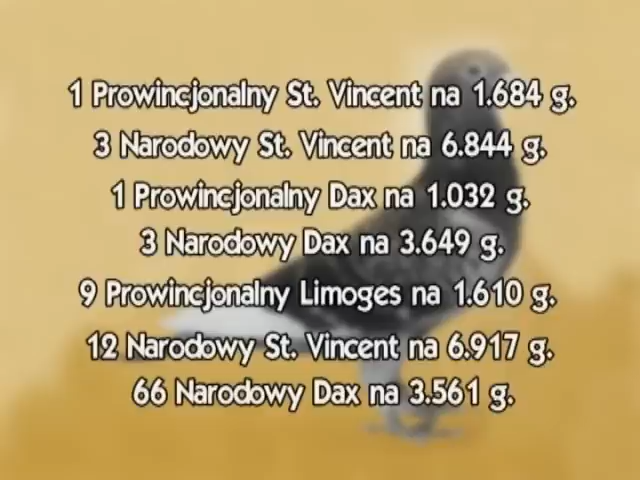 1 Prowincjonalny St. Vincent na 1.684 g.
3 Narodowy St. Vincent na 6.844 g.
1 Prowincjonalny Dax na 1.032 g.
3 Narodowy Dax na 3.649 g.
9 Prowincjonalny Limoges na 1.610 g.
12 Narodowy St. Vincent na 6.917 g.
66 Narodowy Dax na 3.561 g.